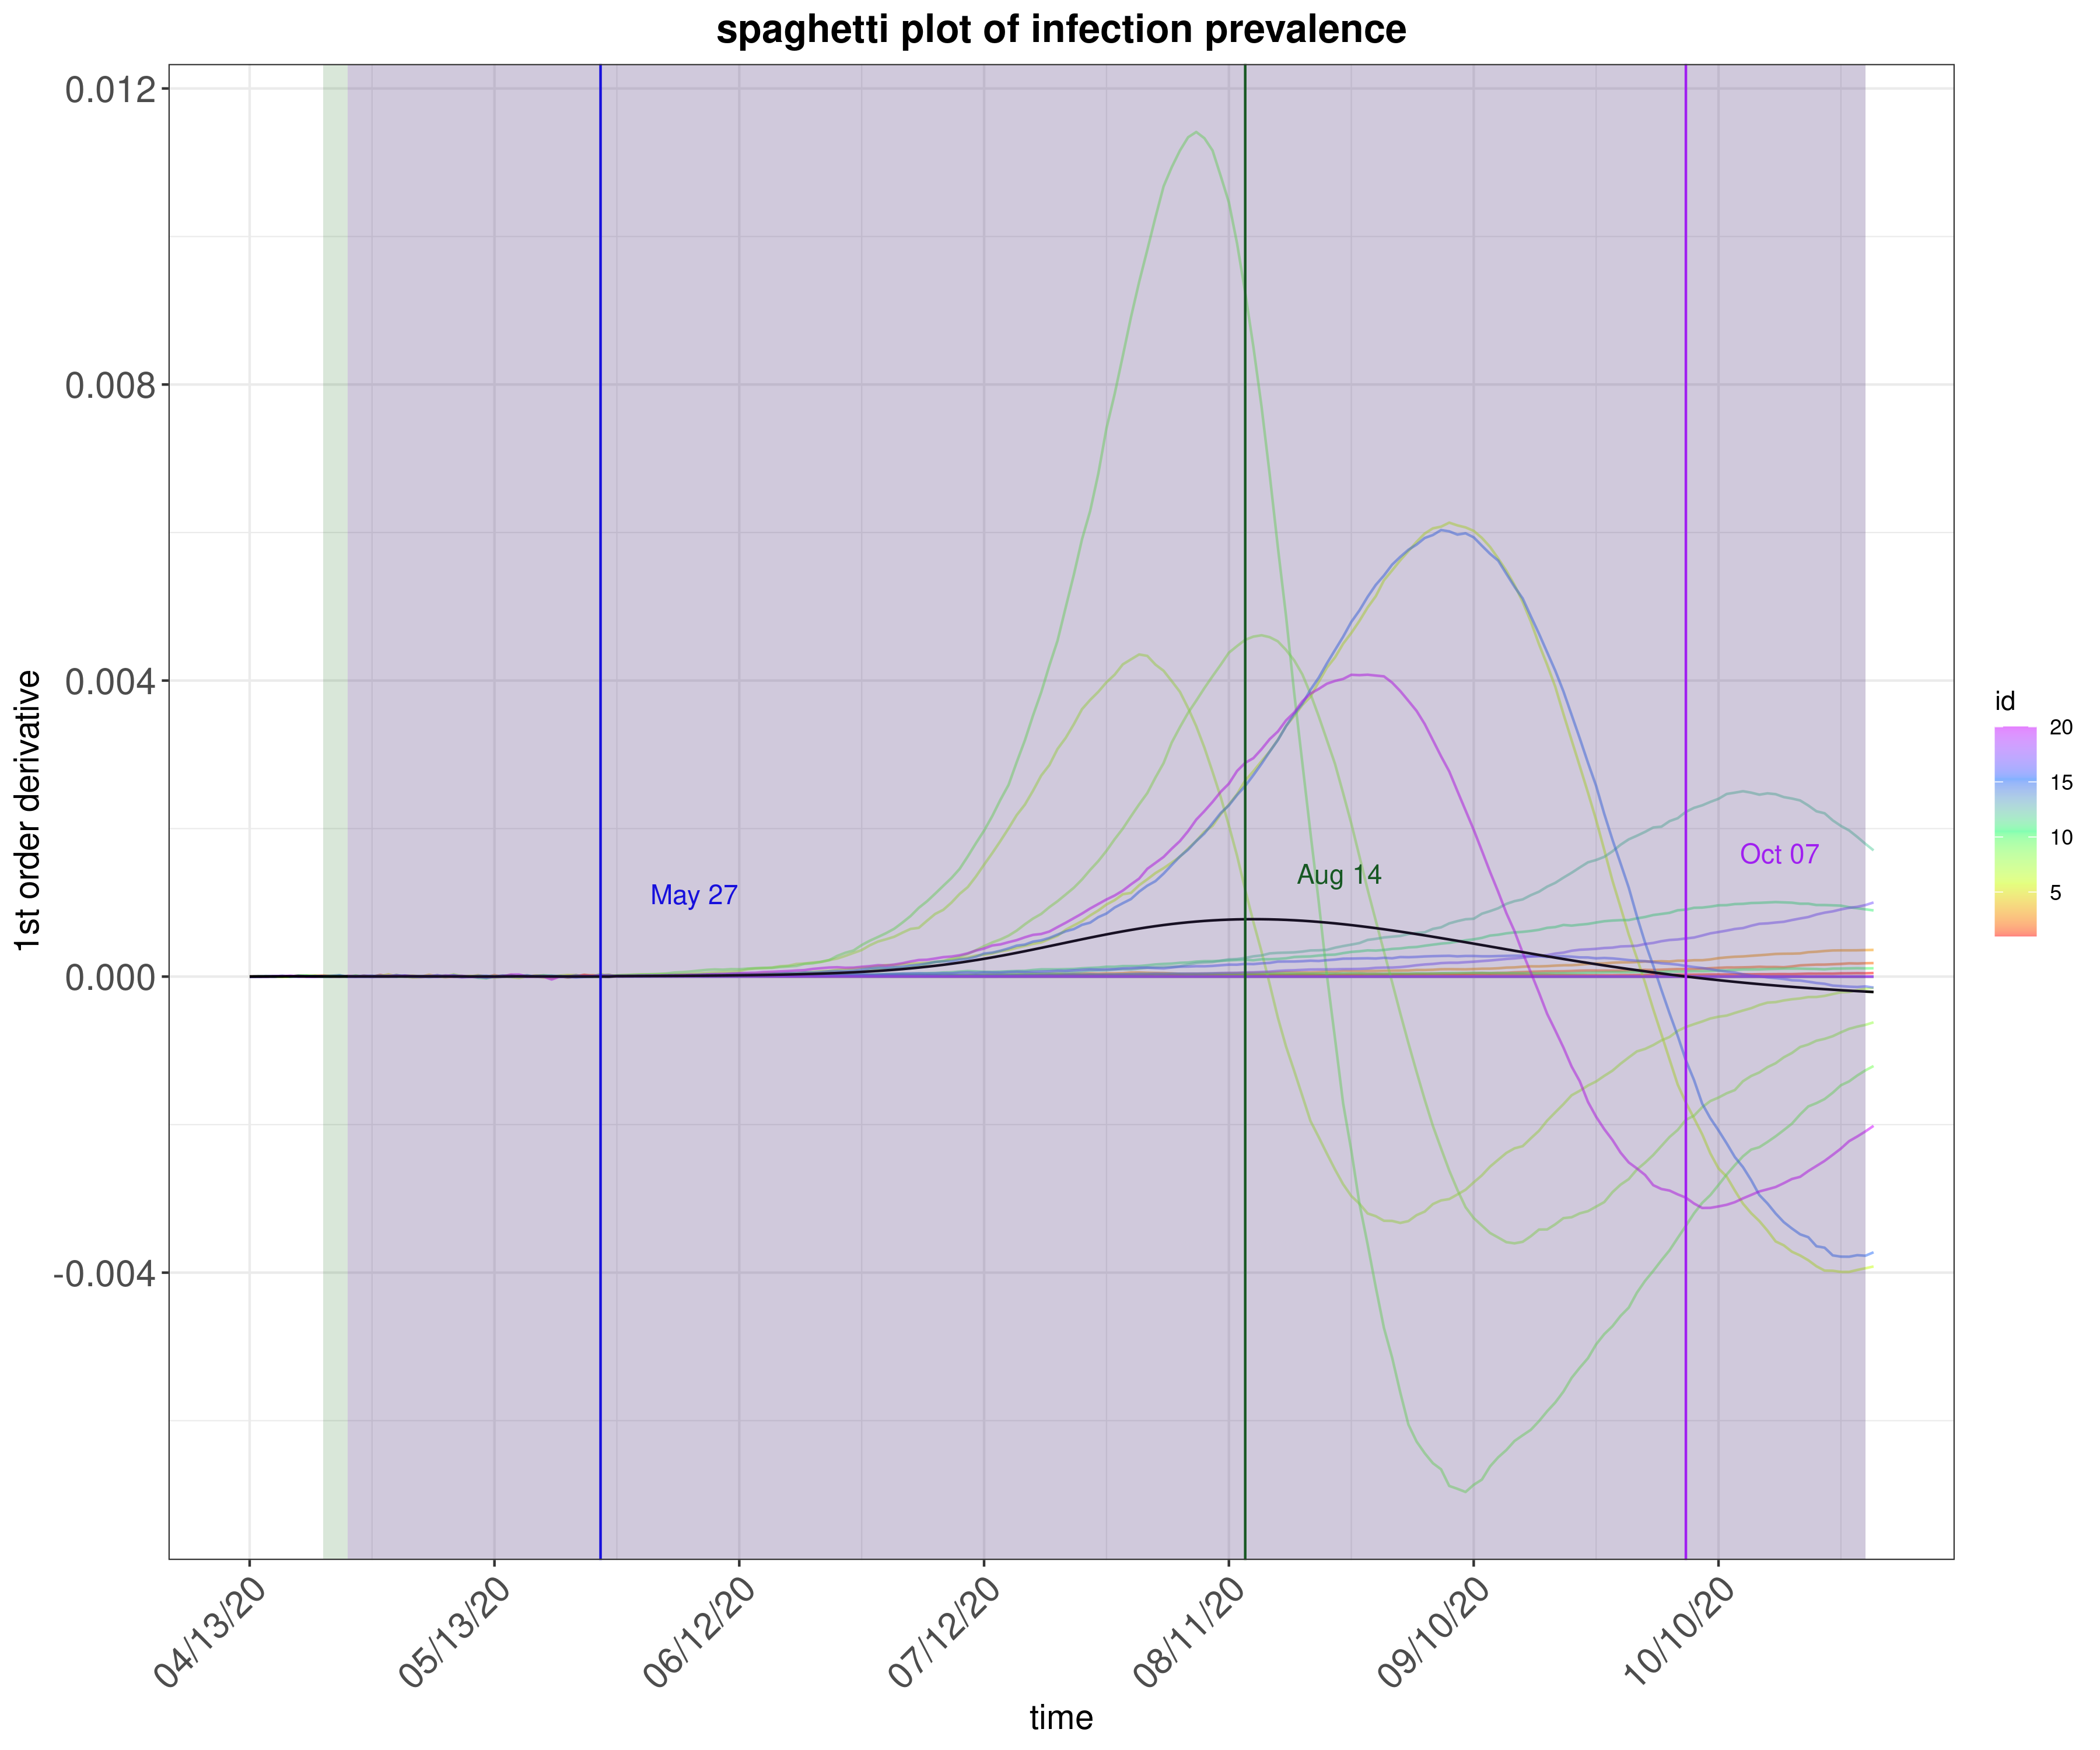 spaghetti plot of infection prevalence
0.012
0.008
0.004
0.000
-0.004
1st order derivative
May 27
Aug 14
Oct 07
id
20
15
10
5
04/13/20
05/13/20
06/12/20
07/12/20
08/11/20
09/10/20
10/10/20
time